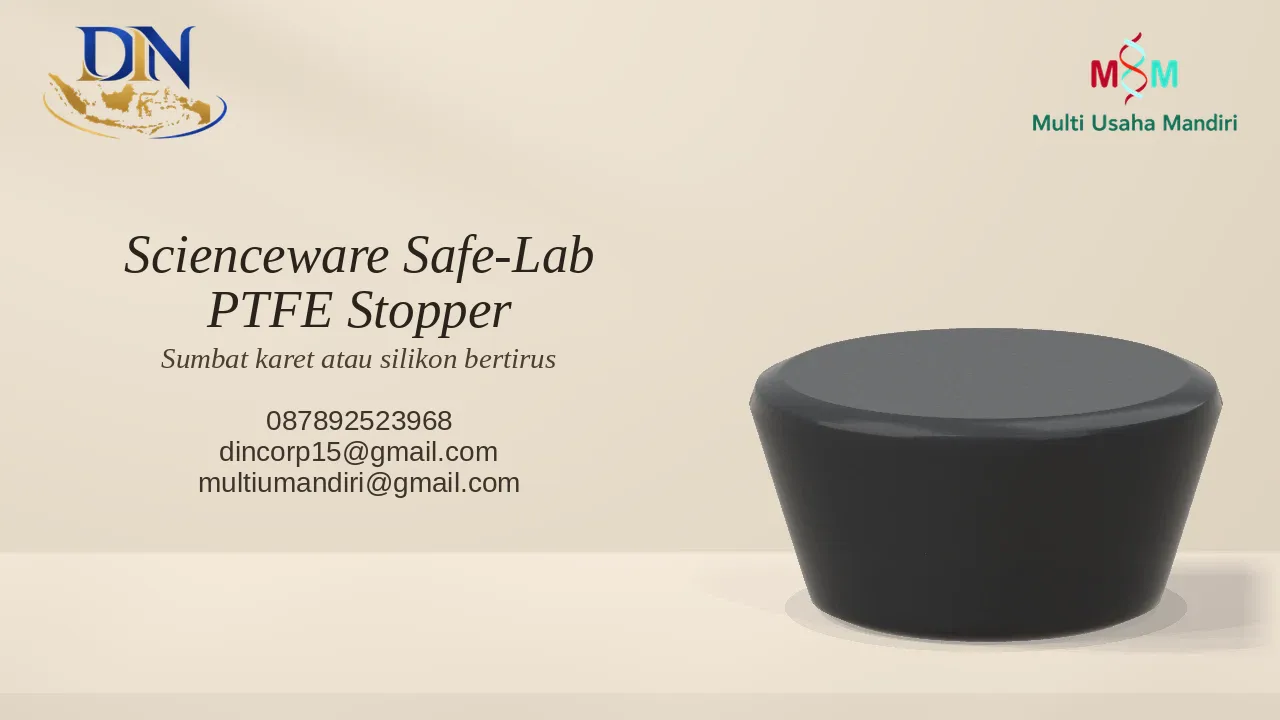 DIN
MSM
Multi Usaha Mandiri
Scienceware Safe-Lab
PTFE Stopper
Sumbat karet atau silikon bertirus
087892523968
dincorp15@gmail.com
multiumandiri@gmail.com